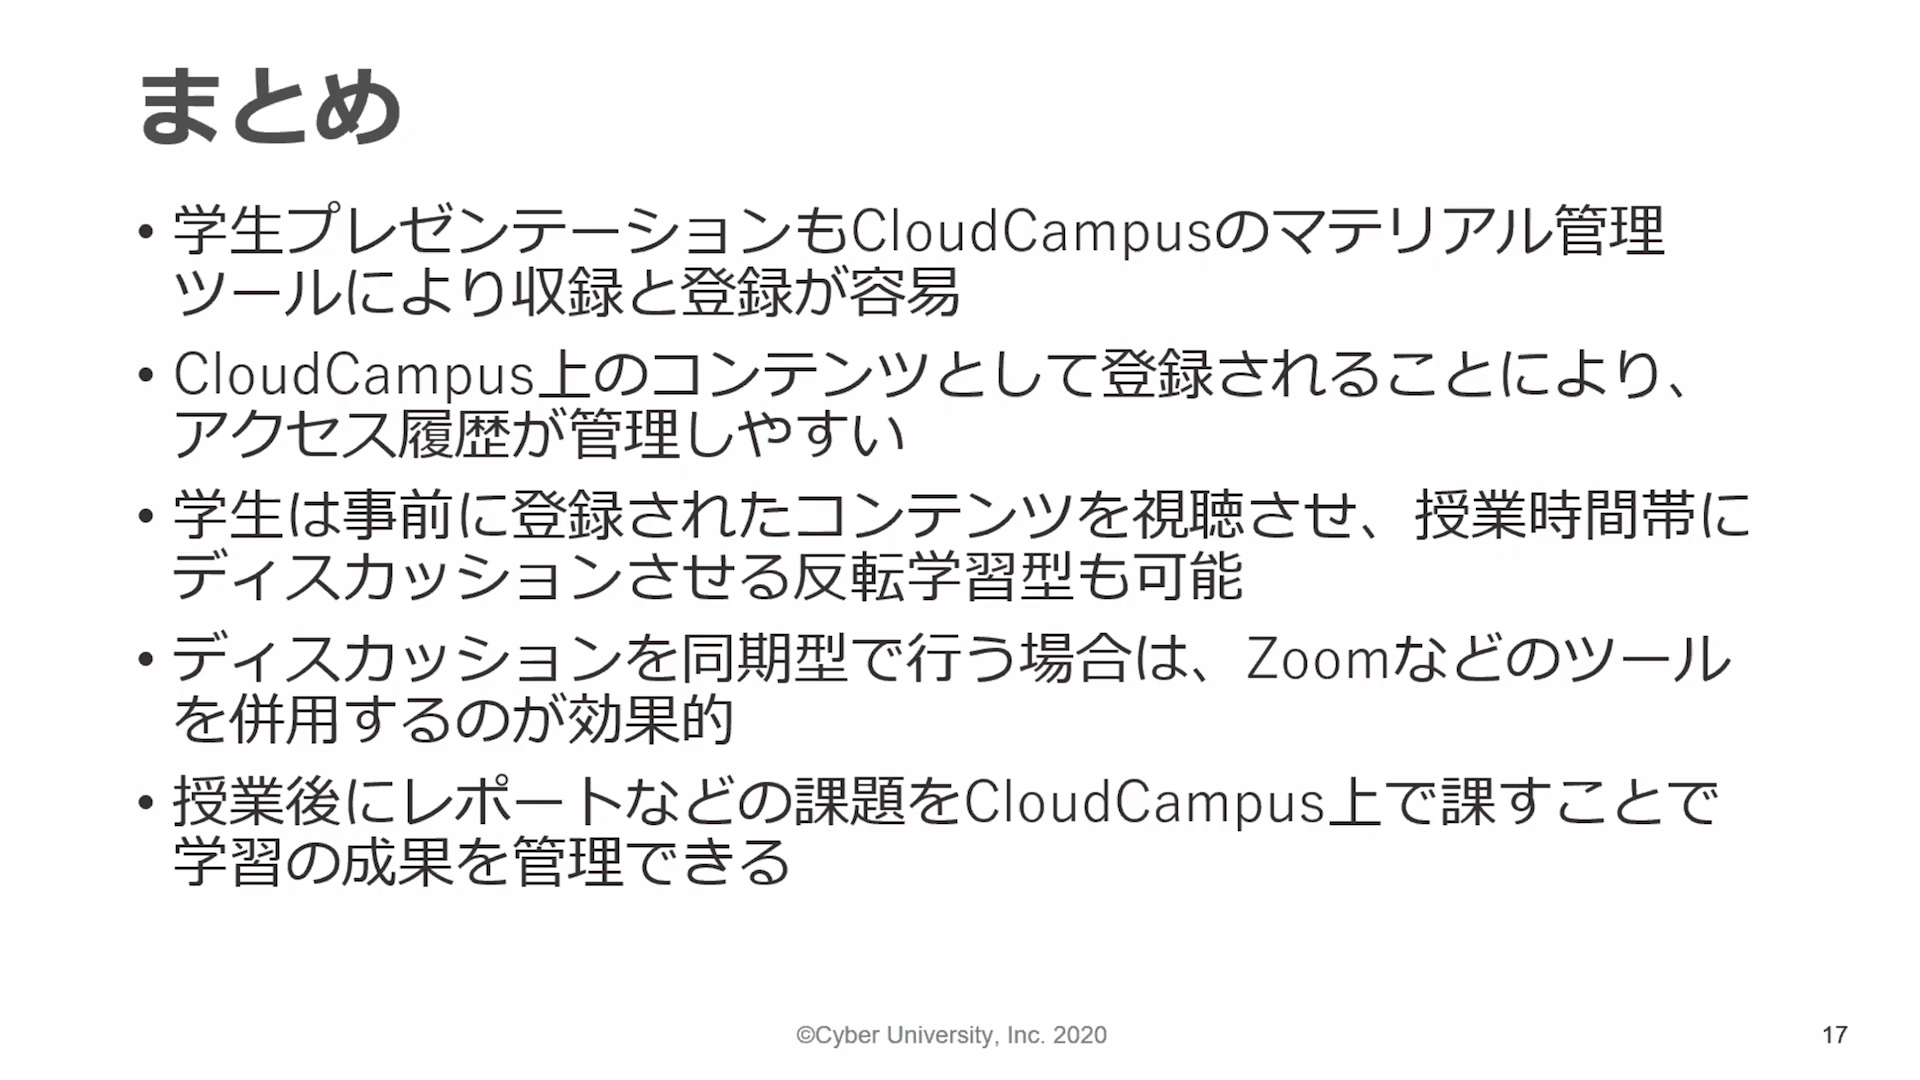 まとめ
• 学生プレゼンテーションもCloudCampusのマテリアル管理
ツールにより収録と登録が容易
• CloudCampus上のコンテンツとして登録されることにより、
アクセス履歴が管理しやすい
• 学生は事前に登録されたコンテンツを視聴させ、授業時間帯に
ディスカッションさせる反転学習型も可能
• ディスカッションを同期型で行う場合は、Zoomなどのツール
を併用するのが効果的
• 授業後にレポートなどの課題をCloudCampus上で課すことで
学習の成果を管理できる
©Cyber University, Inc. 2020
17